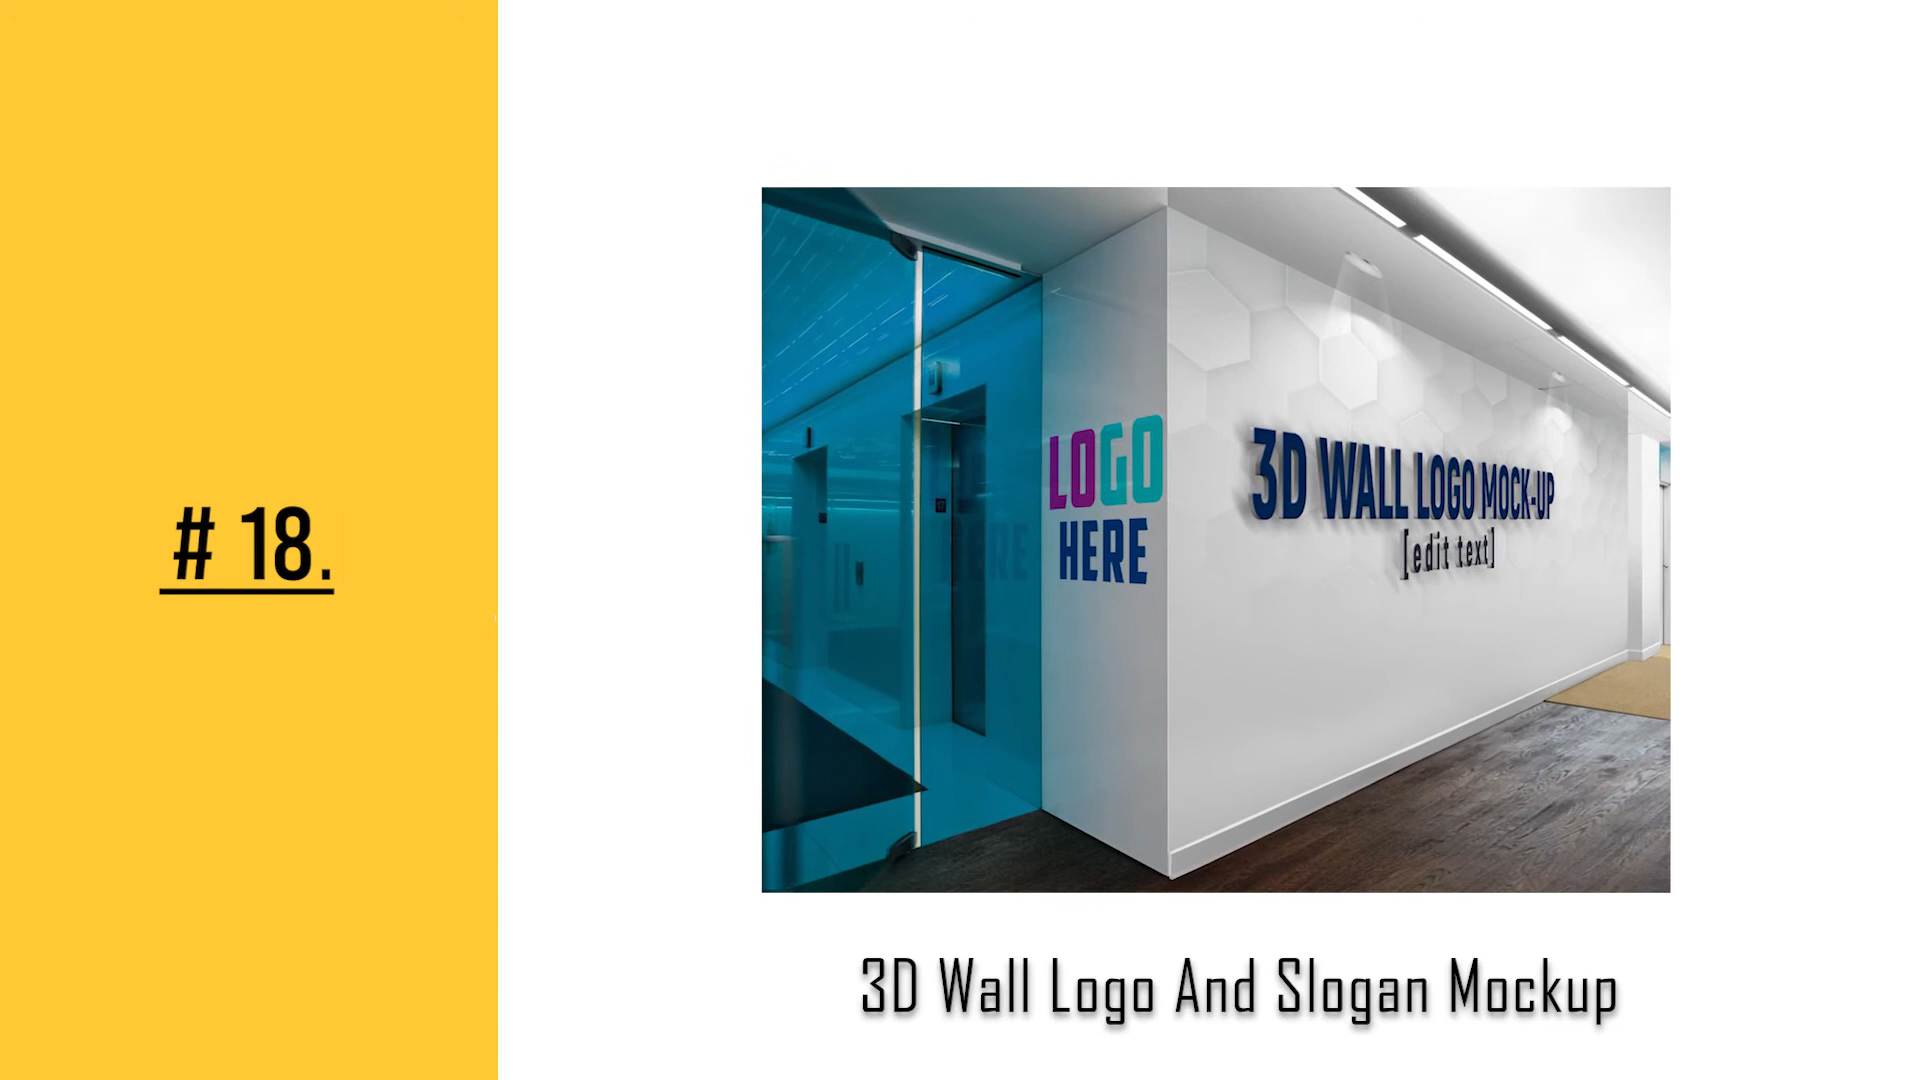 # 18.
LOGO
HERE
3D WALL LOGO MOCK-UP
[edit text]
3D Wall Logo And Slogan Mockup